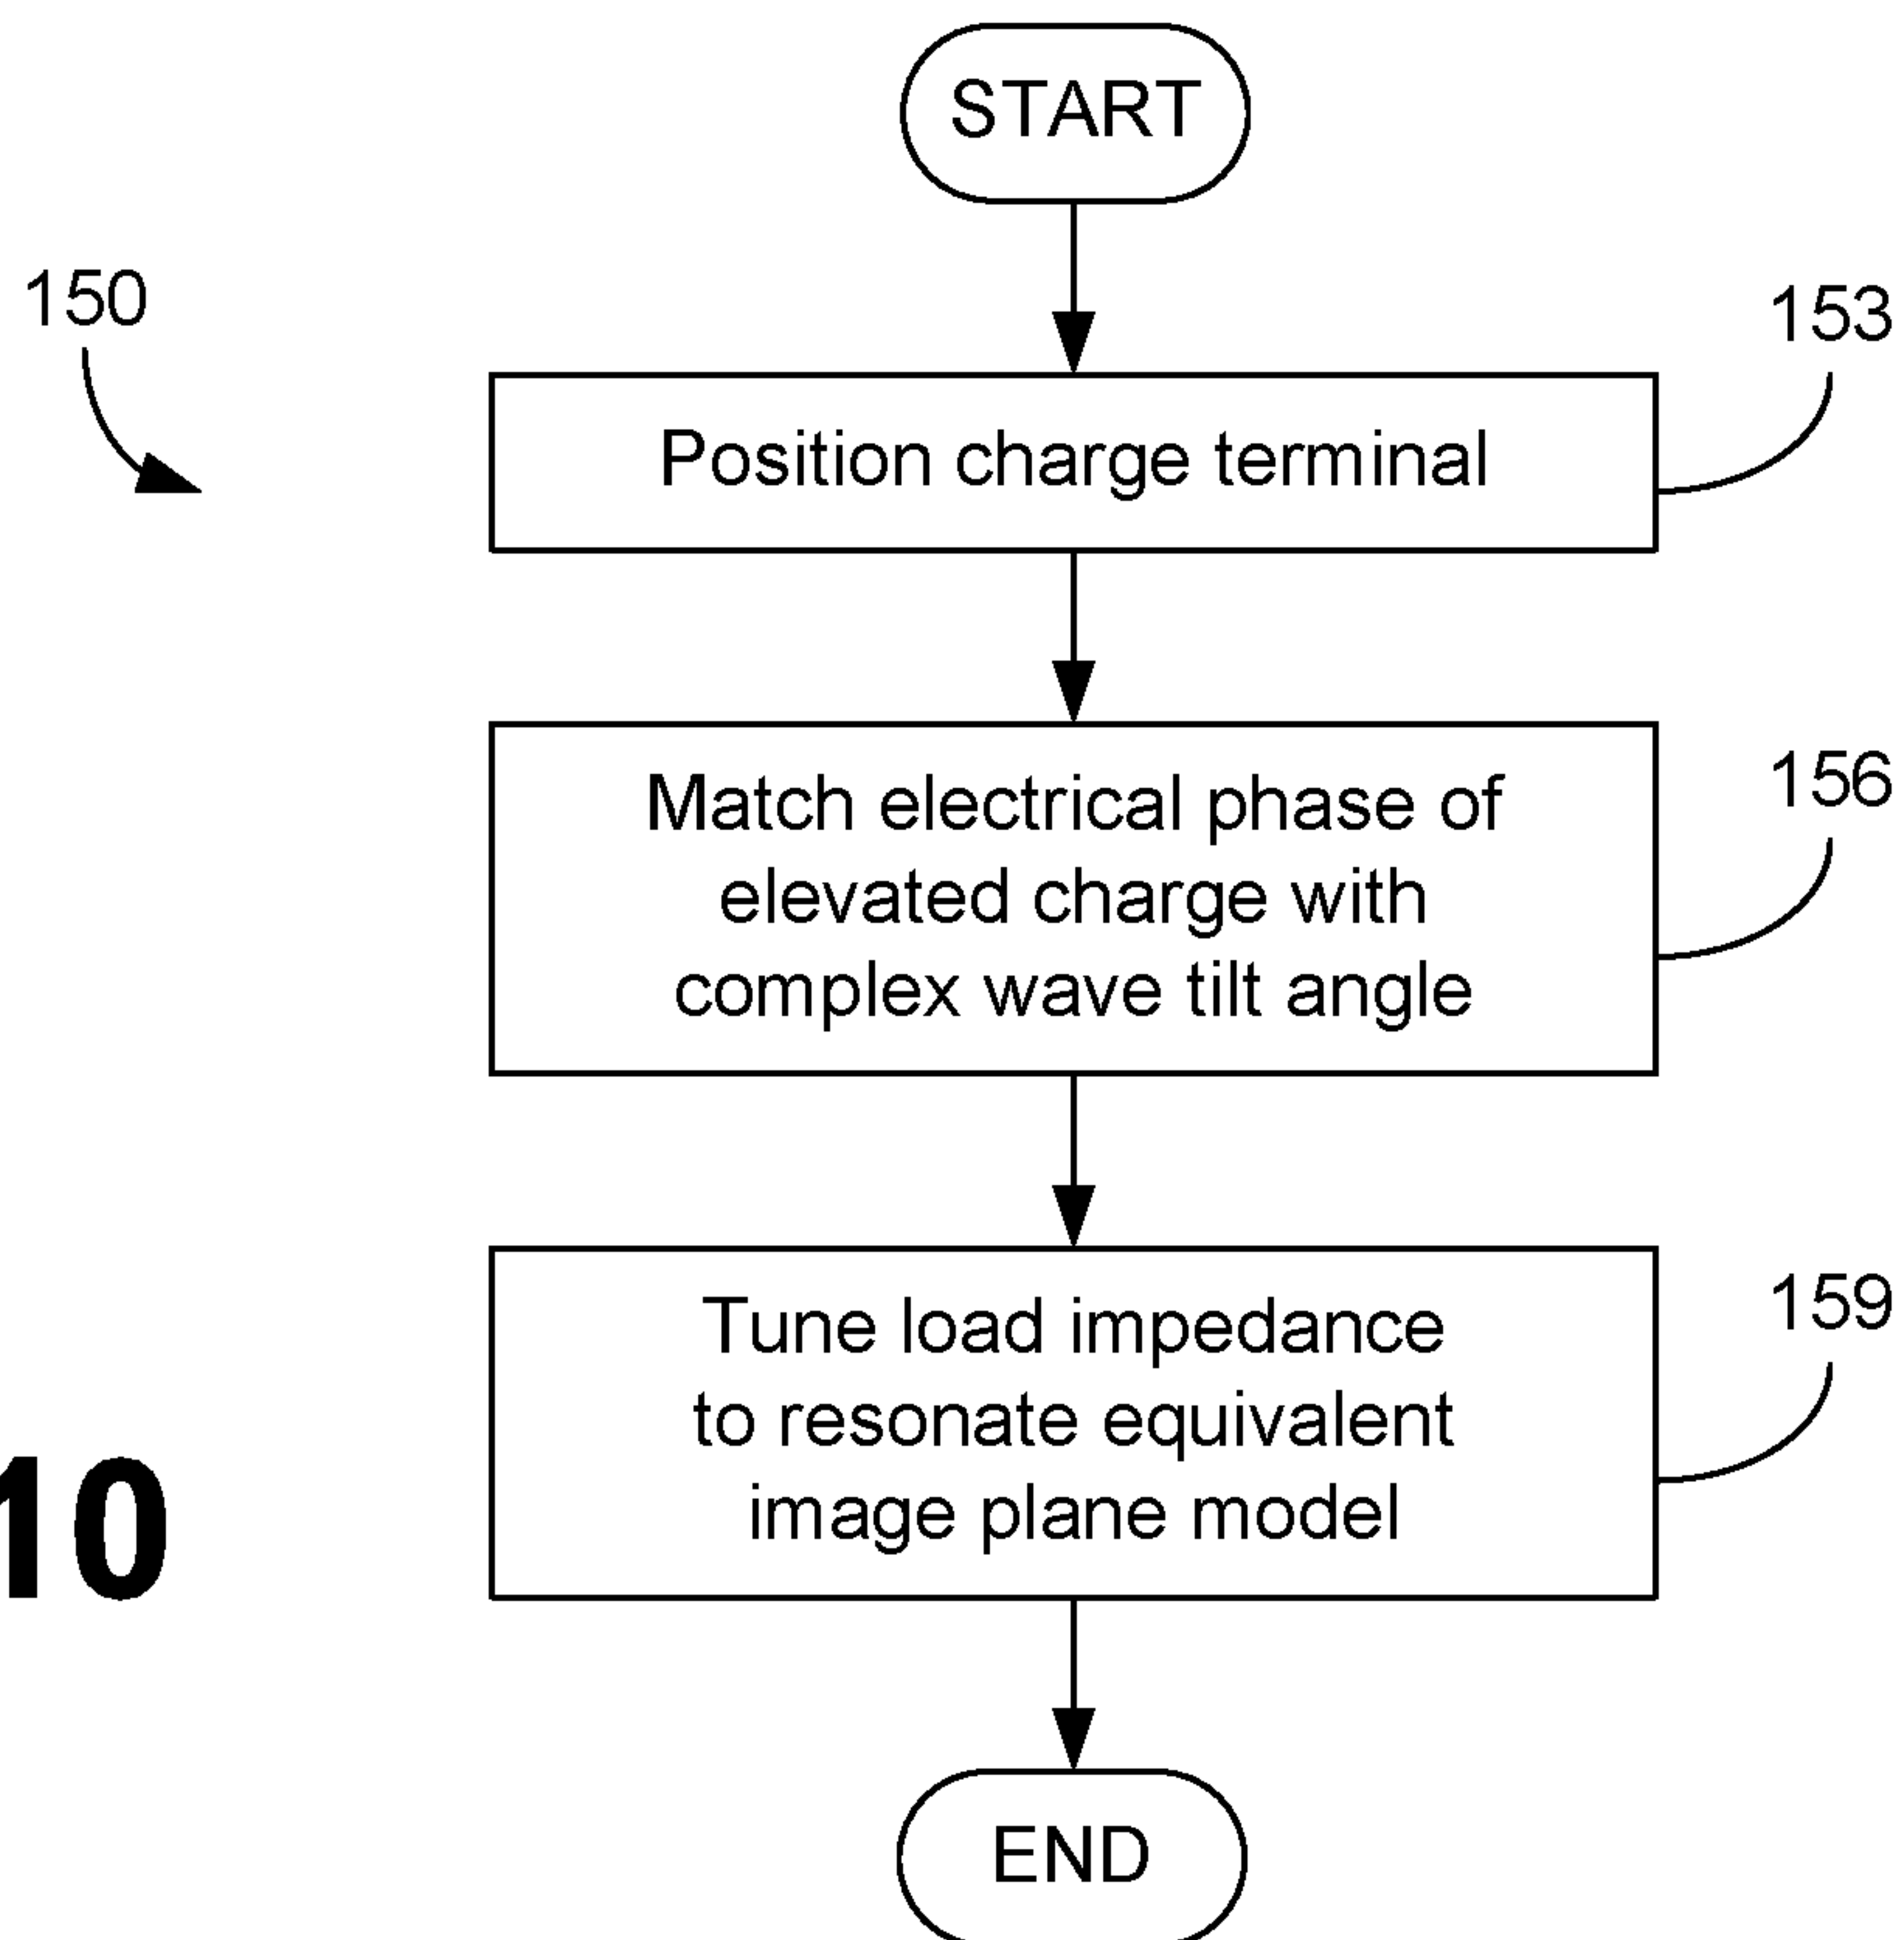 START
150
153
Position charge terminal
156
Match electrical phase of
elevated charge with
complex wave tilt angle
159
Tune load impedance
to resonate equivalent
image plane model
10
END